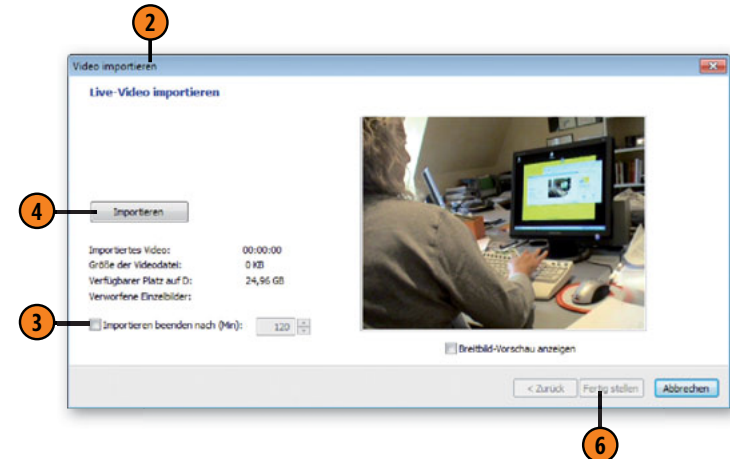 2
Video importieren
Live-Video importieren
4
Importieren
Importiertes Video: 00:00:00
Größe der Videodatei: 0 KB
Verfügbarer Platz auf D: 24,96 GB
Verworfene Einzelbilder:
3
Importieren beenden nach (Min): 120
Breitbild-Vorschau anzeigen
< Zurück
Fertig stellen
Abbrechen
6